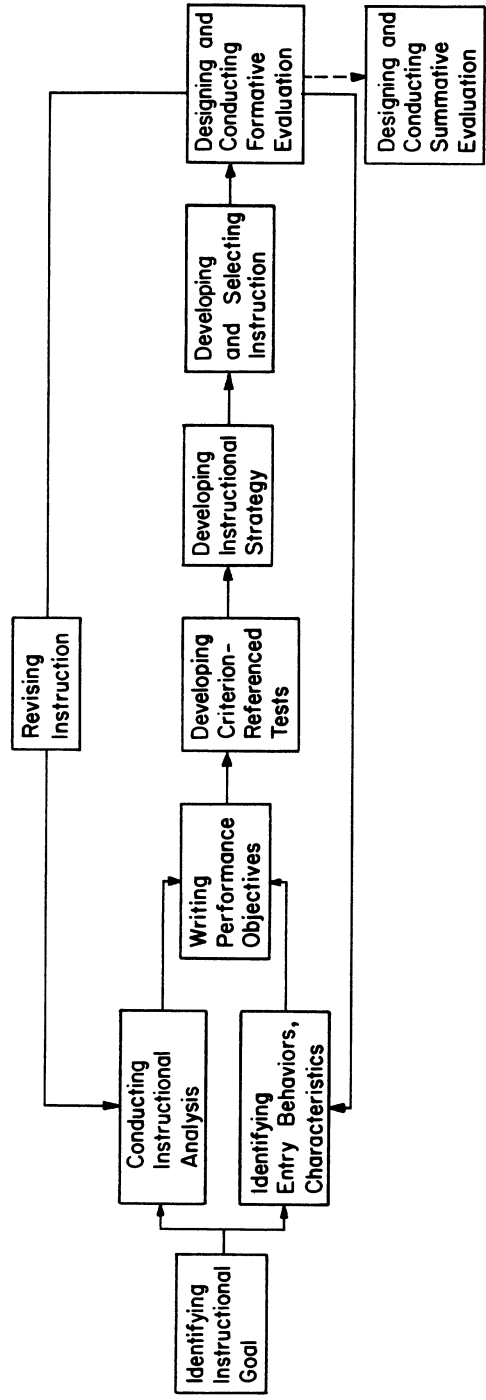 Identifying
Instructional
Goal
Conducting
Instructional
Analysis
Identifying
Entry Behaviors,
Characteristics
Revising
Instruction
Writing
Performance
Objectives
Developing
Criterion-
Referenced
Tests
Developing
Instructional
Strategy
Developing
and Selecting
Instruction
Designing and
Conducting
Formative
Evaluation
Designing and
Conducting
Summative
Evaluation